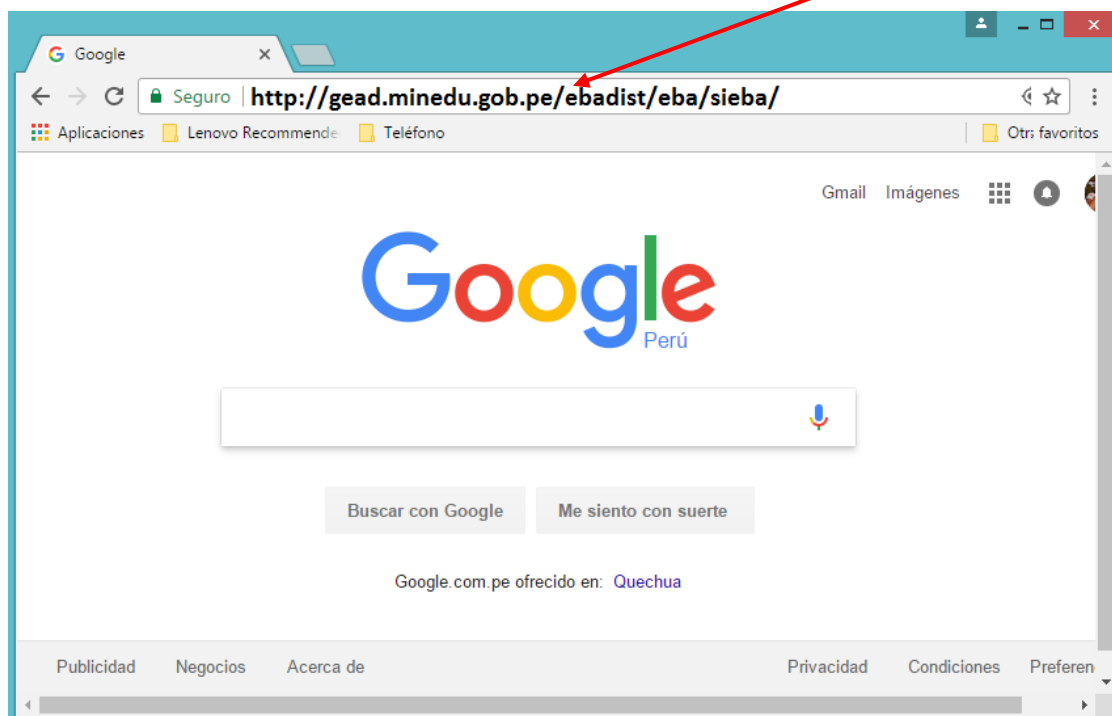 Google
Seguro http://gead.minedu.gob.pe/ebadist/eba/sieba/
Aplicaciones Lenovo Recommende Teléfono Otr: favoritos
Gmail Imágenes
Google
Perú
Buscar con Google Me siento con suerte
Google.com.pe ofrecido en: Quechua
Publicidad Negocios Acerca de Privacidad Condiciones Preferen